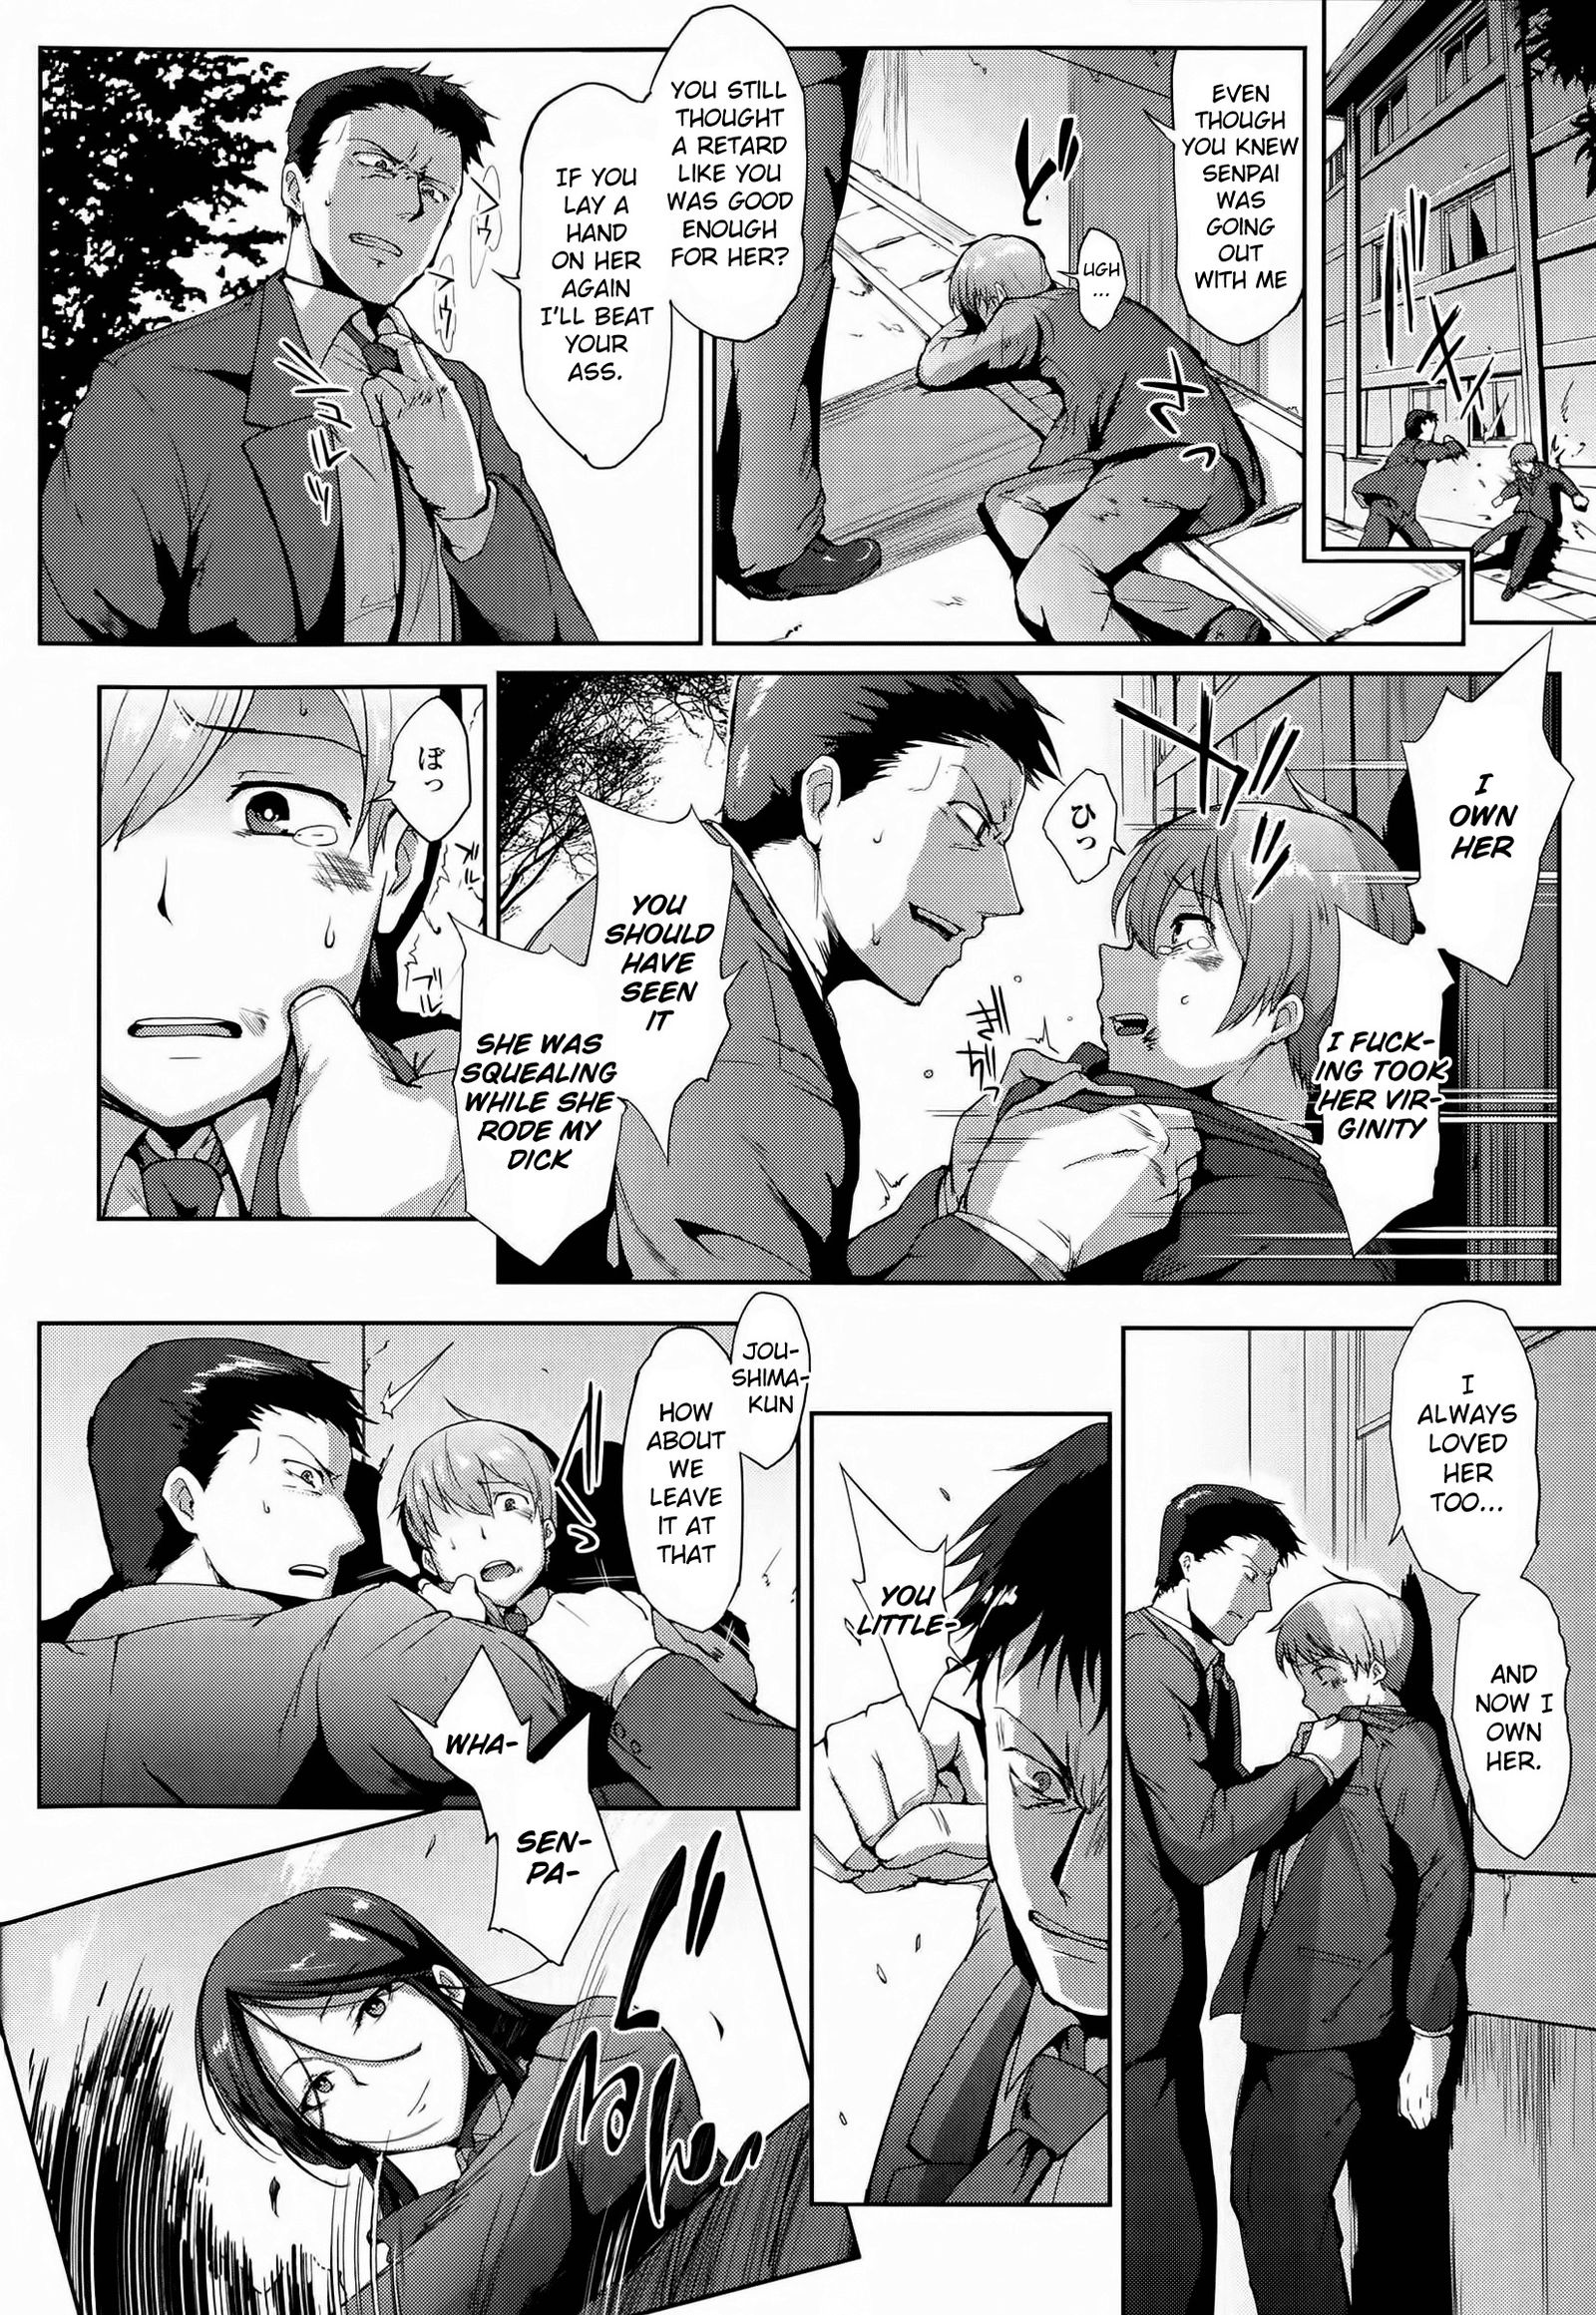 EVEN
THOUGH
YOU KNEW
SENPAI
WAS
GOING
OUT
WITH ME
UGH
...
YOU STILL
THOUGHT
A RETARD
LIKE YOU
WAS GOOD
ENOUGH
FOR HER?
IF YOU
LAY A
HAND
ON HER
AGAIN
I'LL BEAT
YOUR
ASS.
I
OWN
HER
I FUCK-
ING TOOK
HER VIR-
GINITY
ひっ
YOU
SHOULD
HAVE
SEEN
IT
SHE WAS
SQUEALING
WHILE SHE
RODE MY
DICK
ぼっ
I
ALWAYS
LOVED
HER
TOO...
AND
NOW I
OWN
HER.
YOU
LITTLE-
JOU-
SHIMA-
KUN
HOW
ABOUT
WE
LEAVE
IT AT
THAT
WHA-
SEN-
PA-